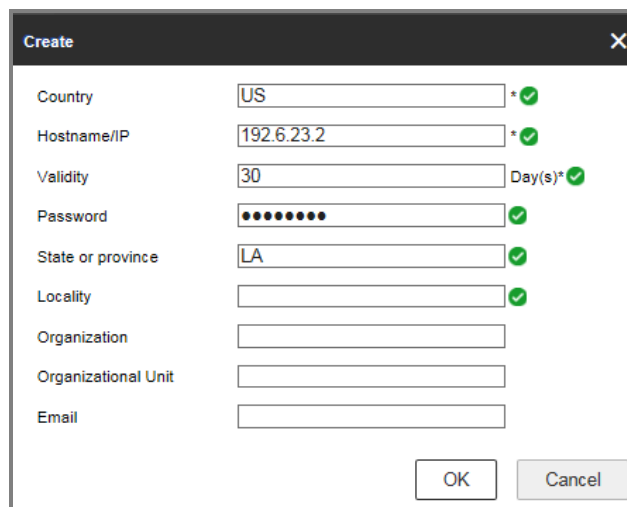 Create
Country US *
Hostname/IP 192.6.23.2 *
Validity 30 Day(s)*
Password ●●●●●●●●
State or province LA
Locality
Organization
Organizational Unit
Email
OK Cancel